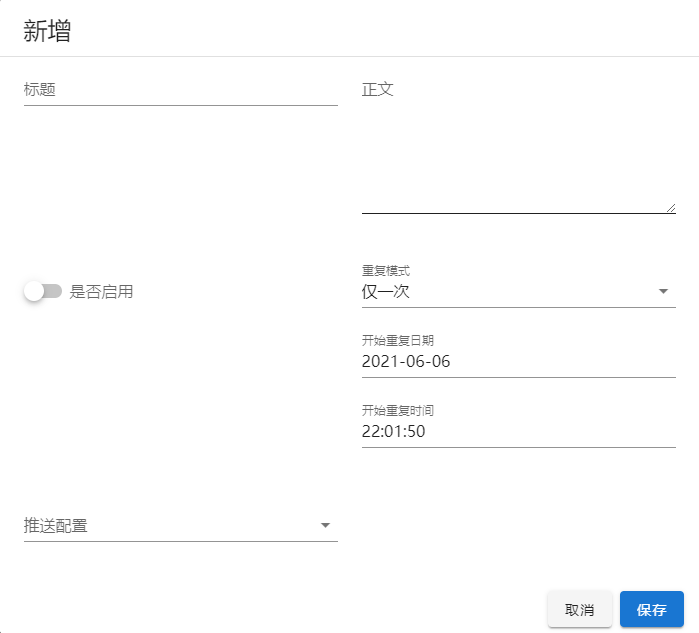 新增
标题
正文
是否启用
重复模式
仅一次
开始重复日期
2021-06-06
开始重复时间
22:01:50
推送配置
取消
保存